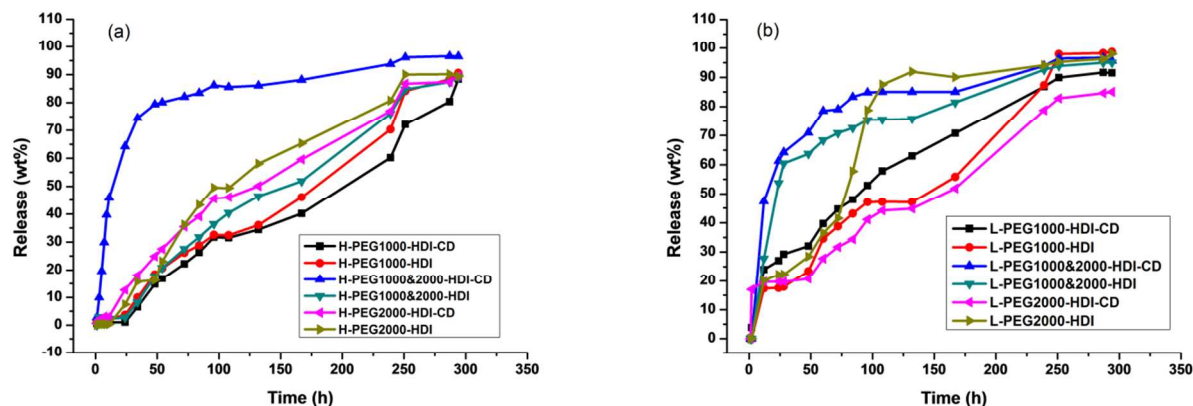 (a)
Release (wt%)
110
100
90
80
70
60
50
40
30
20
10
0
-10
H-PEG1000-HDI-CD
H-PEG1000-HDI
H-PEG1000&2000-HDI-CD
H-PEG1000&2000-HDI
H-PEG2000-HDI-CD
H-PEG2000-HDI
0 50 100 150 200 250 300 350
Time (h)
(b)
Release (wt%)
110
100
90
80
70
60
50
40
30
20
10
0
L-PEG1000-HDI-CD
L-PEG1000-HDI
L-PEG1000&2000-HDI-CD
L-PEG1000&2000-HDI
L-PEG2000-HDI-CD
L-PEG2000-HDI
0 50 100 150 200 250 300 350
Time (h)